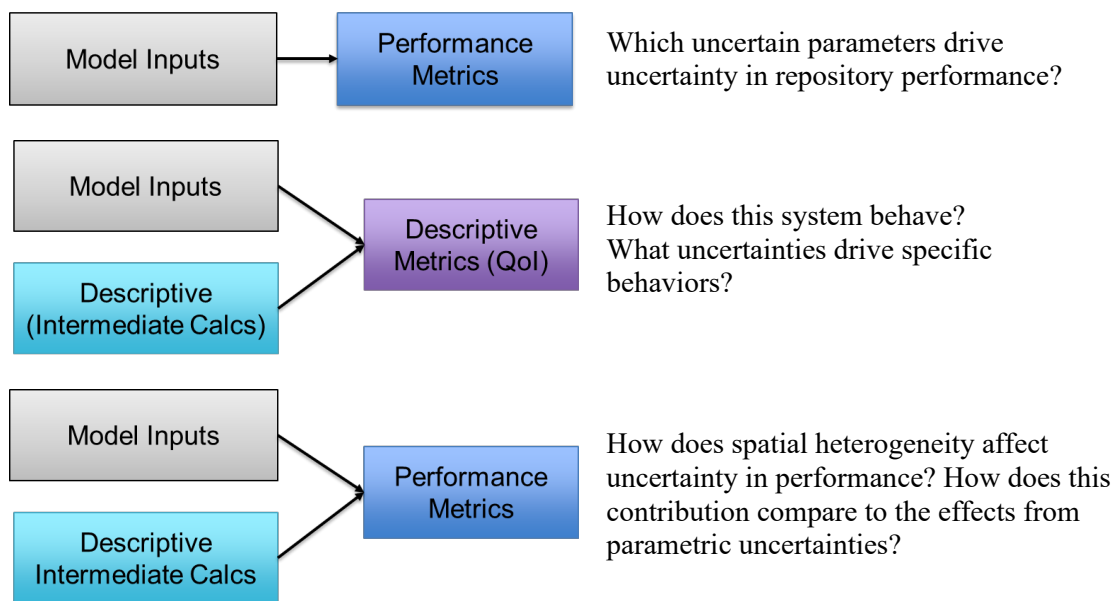 Model Inputs
Performance
Metrics
Which uncertain parameters drive
uncertainty in repository performance?
Model Inputs
Descriptive
(Intermediate Calcs)
Descriptive
Metrics (QoI)
How does this system behave?
What uncertainties drive specific
behaviors?
Model Inputs
Descriptive
Intermediate Calcs
Performance
Metrics
How does spatial heterogeneity affect
uncertainty in performance? How does this
contribution compare to the effects from
parametric uncertainties?